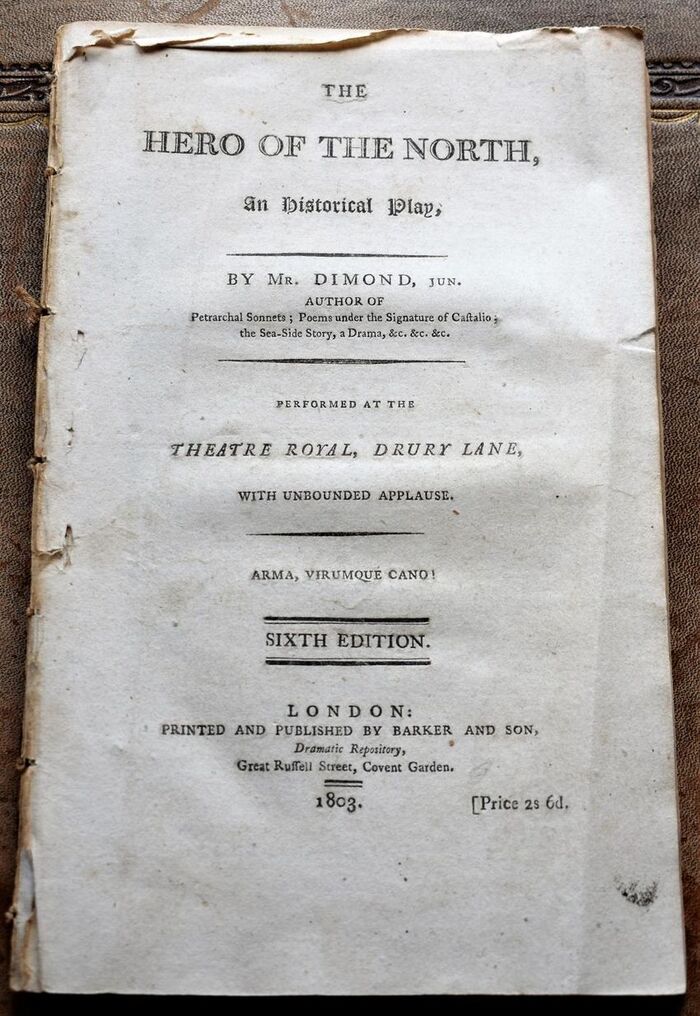 THE
HERO OF THE NORTH,
An Historical Play,
BY Mr. DIMOND, JUN.
AUTHOR OF
Petrarchal Sonnets; Poems under the Signature of Caſtalio;
the Sea-Side Story, a Drama, &c. &c. &c.
PERFORMED AT THE
THEATRE ROYAL, DRURY LANE,
WITH UNBOUNDED APPLAUSE.
ARMA, VIRUMQUE CANO!
SIXTH EDITION.
LONDON:
PRINTED AND PUBLISHED BY BARKER AND SON,
Dramatic Repository,
Great Ruſſell Street, Covent Garden.
1803. [Price 2s 6d.